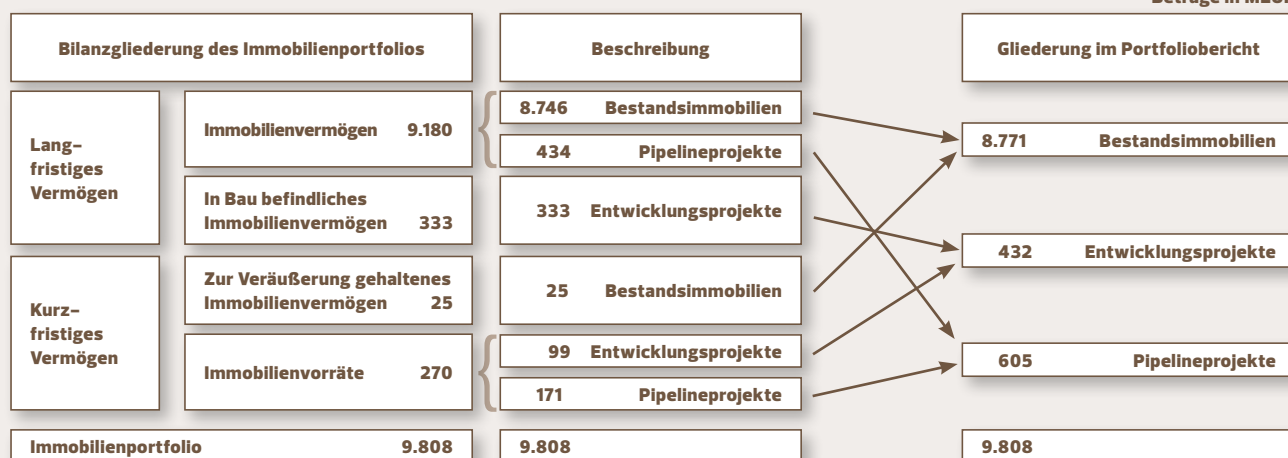 Beträge in MEUR
Bilanzgliederung des Immobilienportfolios
Beschreibung
Gliederung im Portfoliobericht
Lang-
fristiges
Vermögen
Immobilienvermögen 9.180
8.746 Bestandsimmobilien
434 Pipelineprojekte
In Bau befindliches
Immobilienvermögen 333
333 Entwicklungsprojekte
Kurz-
fristiges
Vermögen
Zur Veräußerung gehaltenes
Immobilienvermögen 25
25 Bestandsimmobilien
Immobilienvorräte 270
99 Entwicklungsprojekte
171 Pipelineprojekte
8.771 Bestandsimmobilien
432 Entwicklungsprojekte
605 Pipelineprojekte
Immobilienportfolio 9.808
9.808
9.808